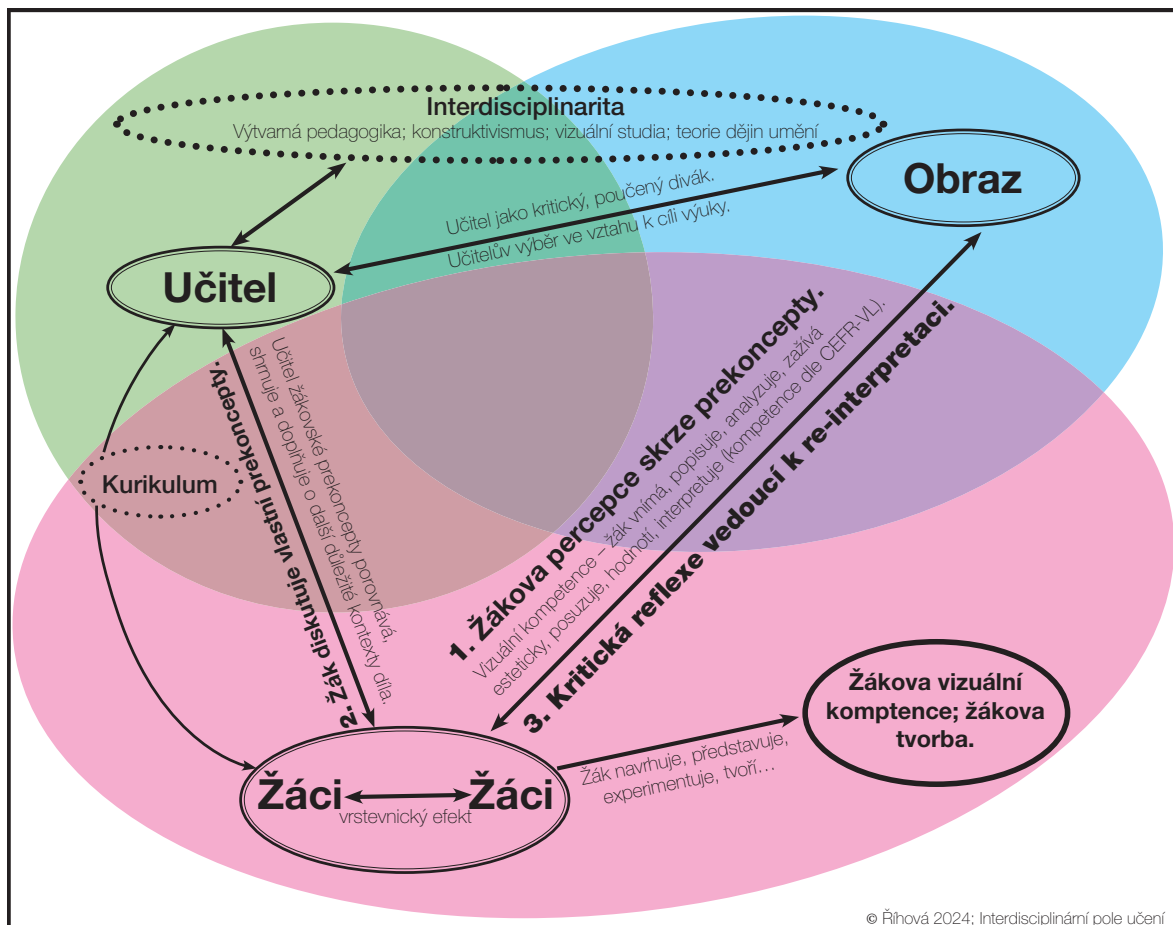 Interdisciplinarita
Výtvarná pedagogika; konstruktivismus; vizuální studia; teorie dějin umění
Obraz
Učitel jako kritický, poučený divák.
Učitelův výběr ve vztahu k cíli výuky.
Učitel
Kurikulum
Učitel žákovské prekoncepty porovnává,
shrnuje a doplňuje o další důležité kontexty díla.
2. Žák diskutuje vlastní prekoncepty.
1. Žákova percepce skrze prekoncepty.
Vizuální kompetence – žák vnímá, popisuje, analyzuje, zažívá
esteticky, posuzuje, hodnotí, interpretuje (kompetence dle CEFR-VL).
3. Kritická reflexe vedoucí k re-interpretaci.
Žákova vizuální
komptence; žákova
tvorba.
Žák navrhuje, představuje,
experimentuje, tvoří…
Žáci Žáci
vrstevnický efekt
© Říhová 2024; Interdisciplinární pole učení